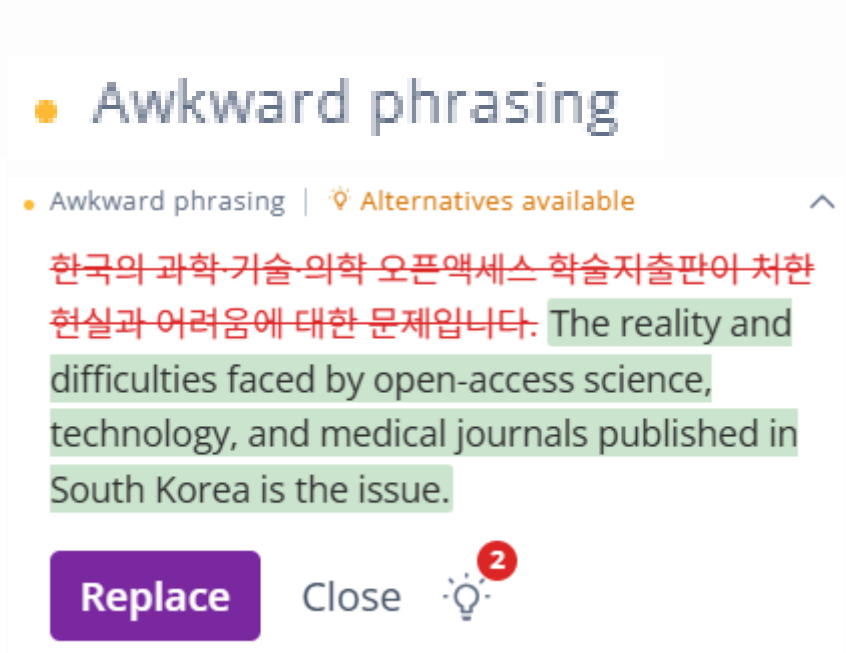 Awkward phrasing
Awkward phrasing | Alternatives available
한국의 과학·기술·의학 오픈액세스 학술지출판이 처한
현실과 어려움에 대한 문제입니다. The reality and
difficulties faced by open-access science,
technology, and medical journals published in
South Korea is the issue.
Replace Close 2